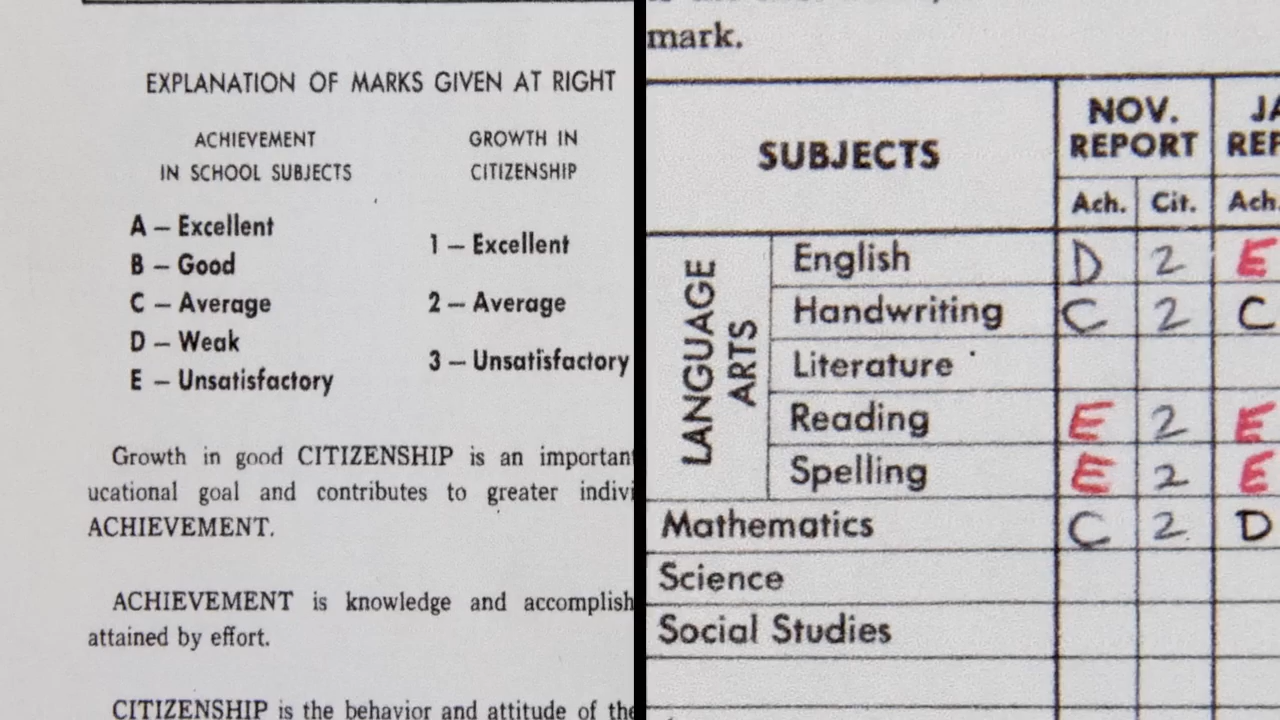 EXPLANATION OF MARKS GIVEN AT RIGHT
ACHIEVEMENT
IN SCHOOL SUBJECTS
A – Excellent
B – Good
C – Average
D – Weak
E – Unsatisfactory
GROWTH IN
CITIZENSHIP
1 – Excellent
2 – Average
3 – Unsatisfactory
Growth in good CITIZENSHIP is an important
ucational goal and contributes to greater indivi
ACHIEVEMENT.
ACHIEVEMENT is knowledge and accomplish
attained by effort.
CITIZENSHIP is the behavior and attitude of the
mark.
SUBJECTS
NOV.
REPORT
JA
REP
Ach. Cit. Ach.
LANGUAGE
ARTS
English D 2 E
Handwriting C 2 C
Literature
Reading E 2 E
Spelling E 2 E
Mathematics C 2 D
Science
Social Studies